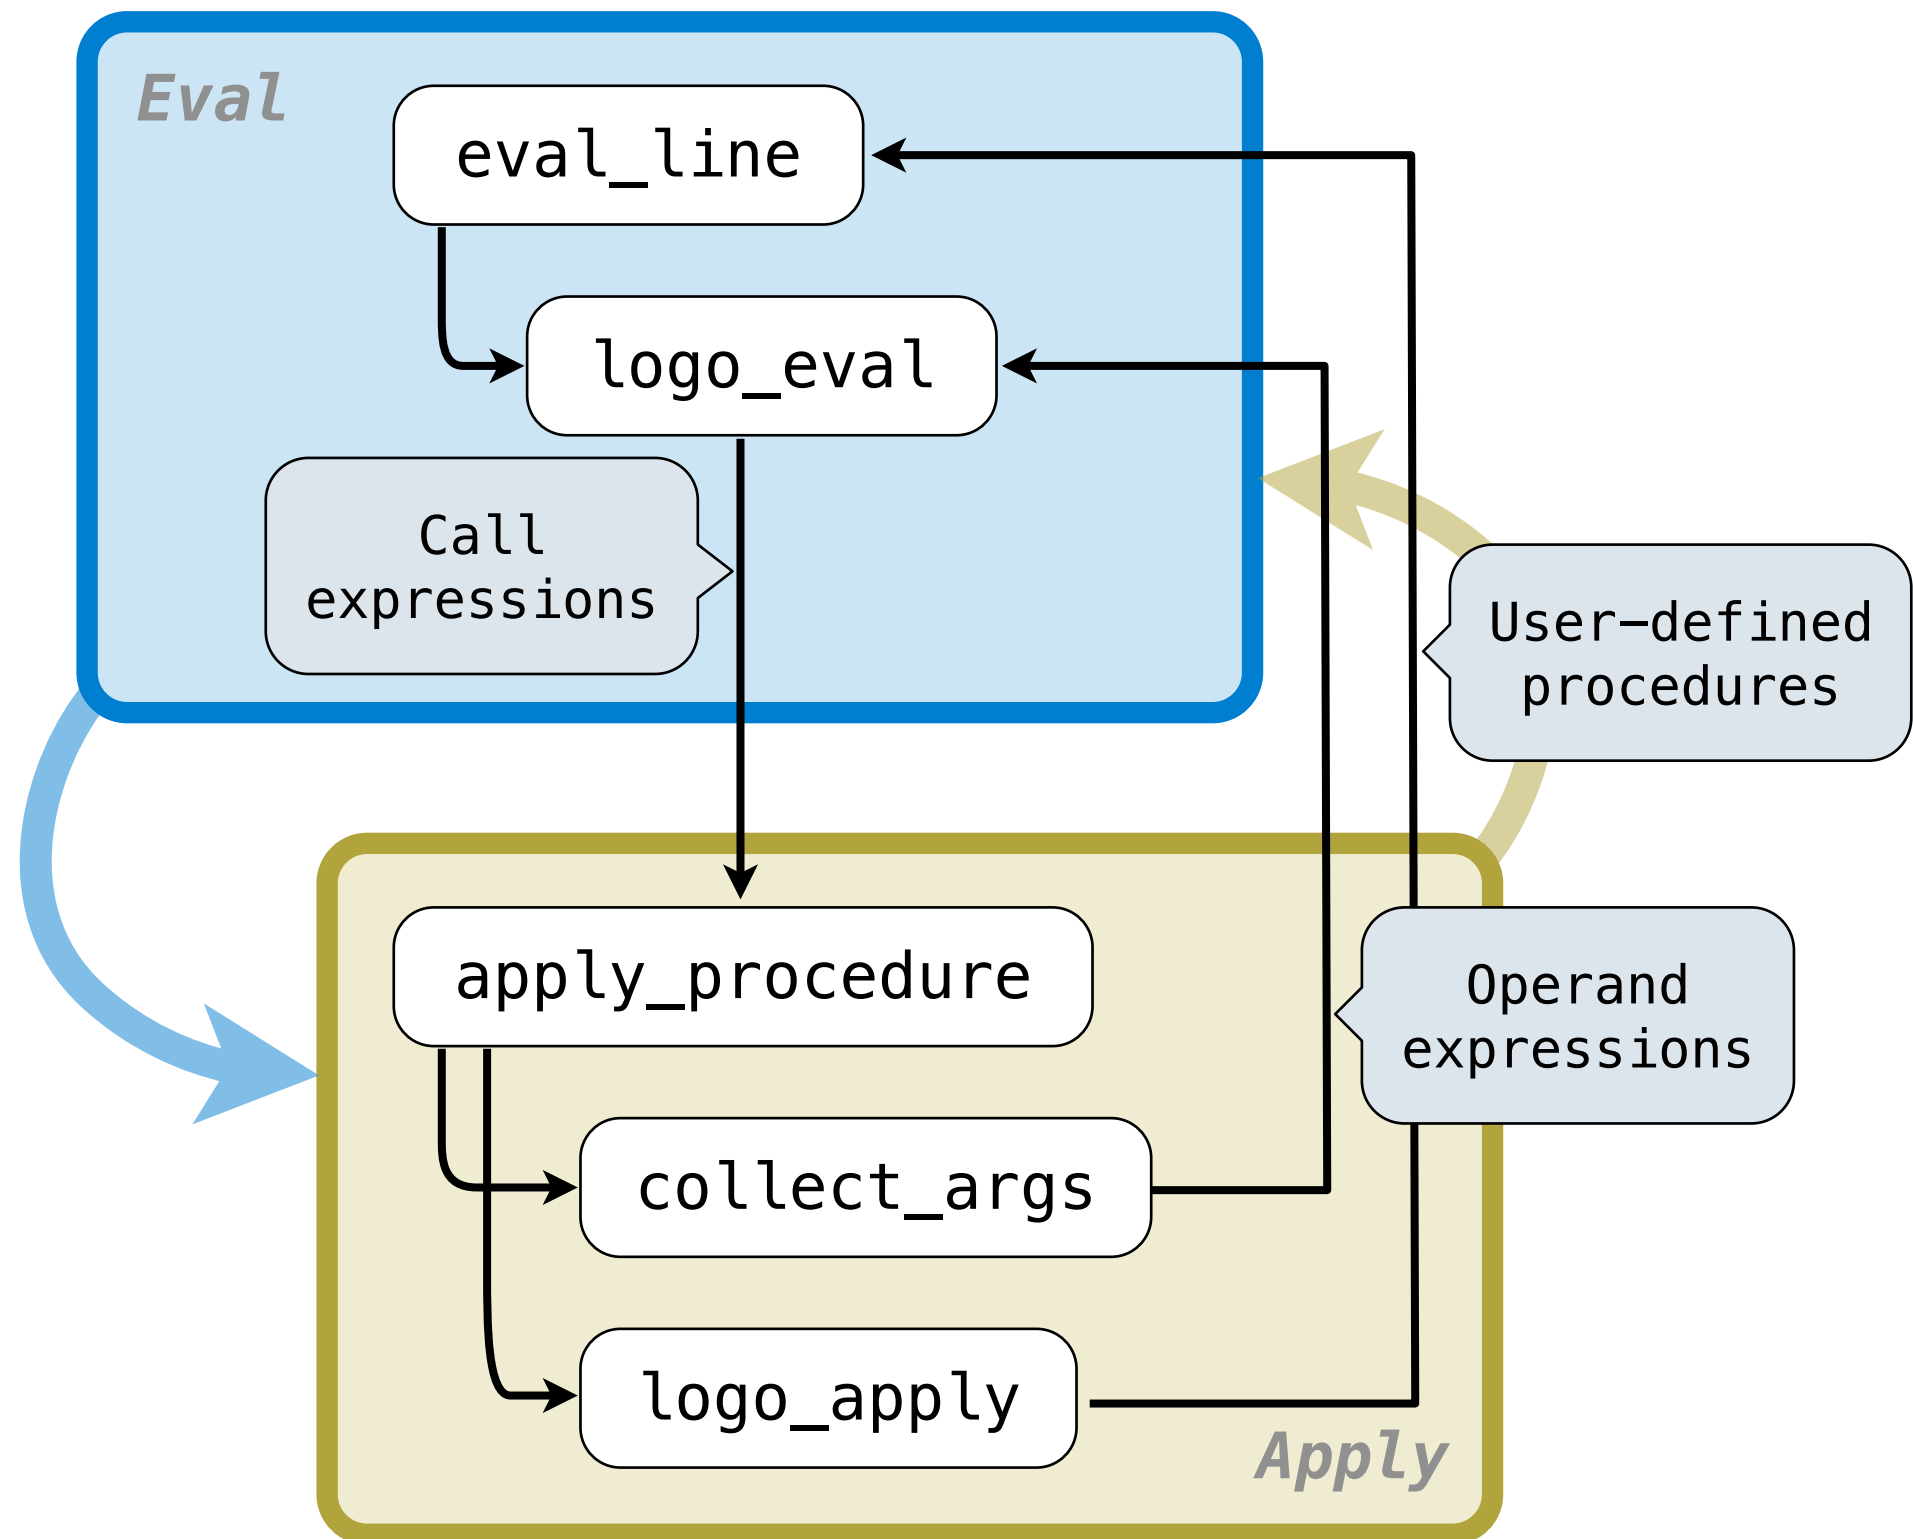 Eval
eval_line
logo_eval
Call
expressions
User-defined
procedures
apply_procedure
Operand
expressions
collect_args
logo_apply
Apply